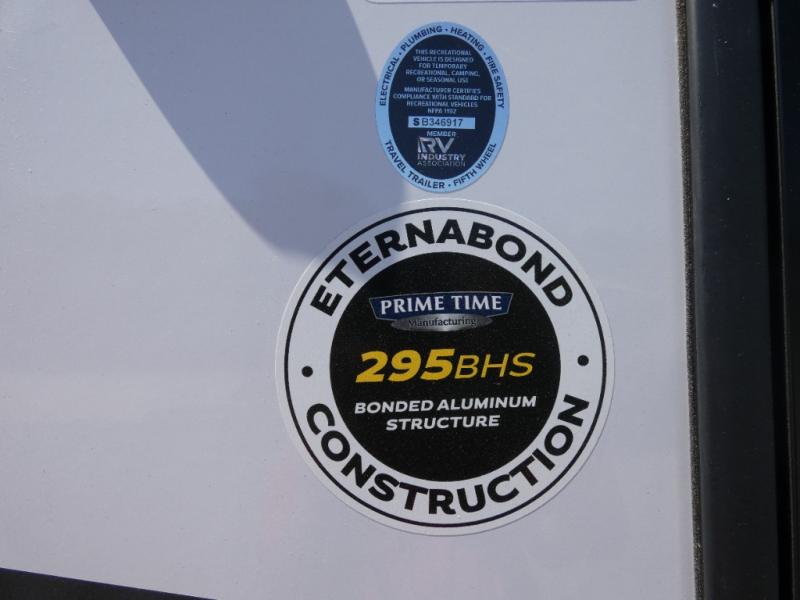 ELECTRICAL • PLUMBING • HEATING • FIRE SAFETY
THIS RECREATIONAL
VEHICLE IS DESIGNED
FOR TEMPORARY
RECREATIONAL, CAMPING,
OR SEASONAL USE
MANUFACTURER CERTIFIES
COMPLIANCE WITH STANDARD FOR
RECREATIONAL VEHICLES
NFPA 1192
S B346917
MEMBER
RV
INDUSTRY
ASSOCIATION
TRAVEL TRAILER • FIFTH WHEEL
ETERNABOND
PRIME TIME
Manufacturing
295BHS
BONDED ALUMINUM
STRUCTURE
CONSTRUCTION